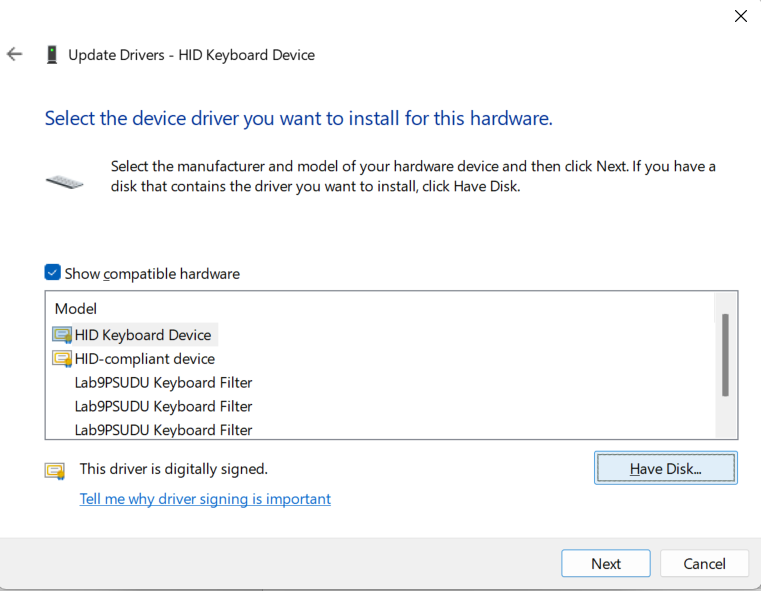 Update Drivers - HID Keyboard Device
Select the device driver you want to install for this hardware.
Select the manufacturer and model of your hardware device and then click Next. If you have a
disk that contains the driver you want to install, click Have Disk.
Show compatible hardware
Model
HID Keyboard Device
HID-compliant device
Lab9PSUDU Keyboard Filter
Lab9PSUDU Keyboard Filter
Lab9PSUDU Keyboard Filter
This driver is digitally signed.
Have Disk...
Tell me why driver signing is important
Next
Cancel